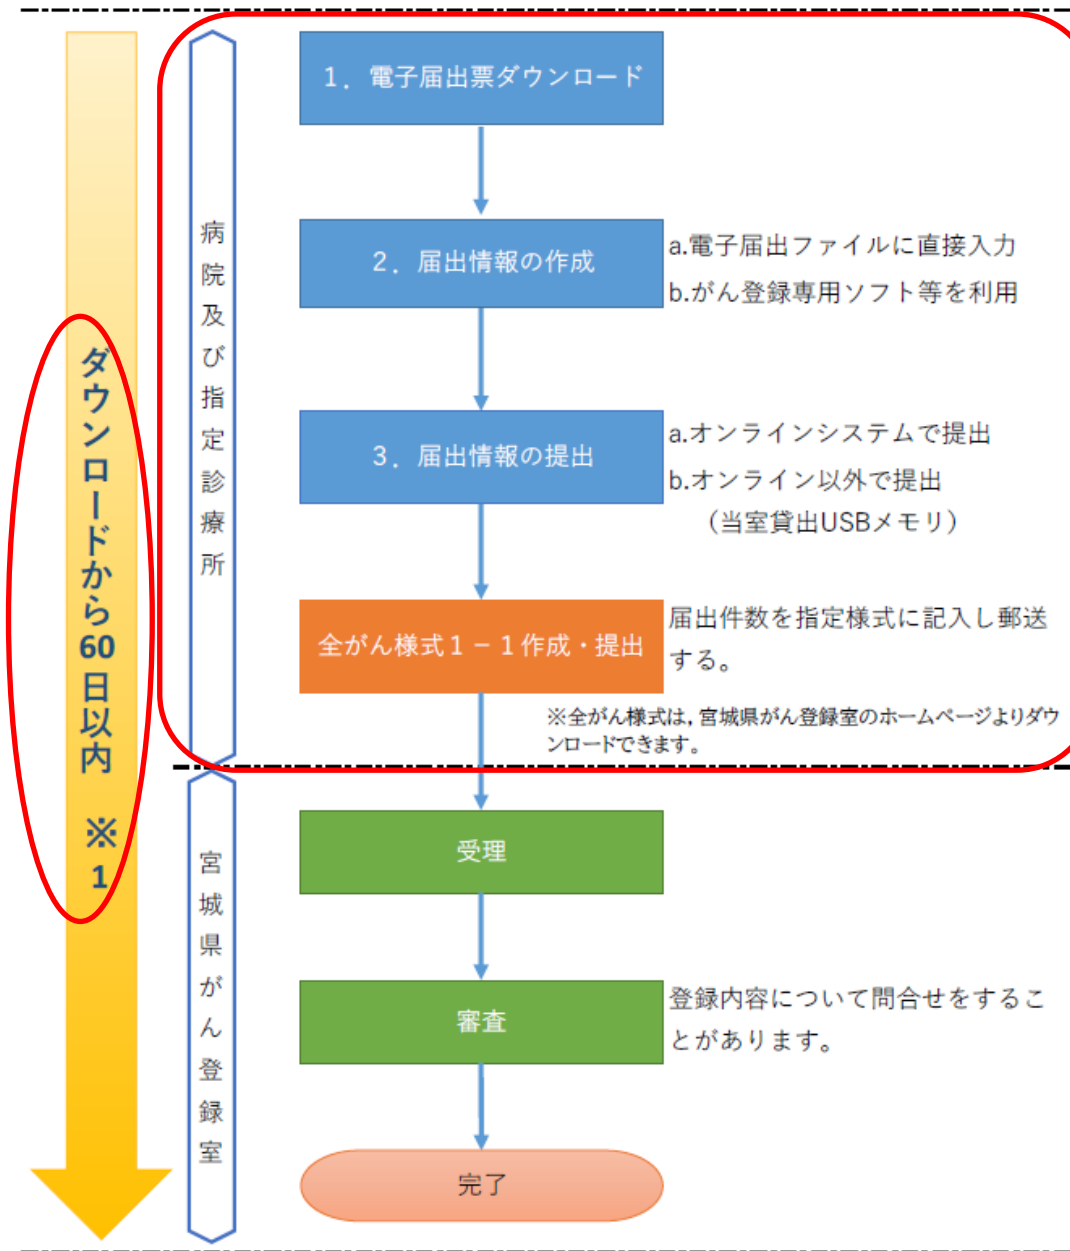 ダウンロードから60日以内　※1
病院及び指定診療所
1．電子届出票ダウンロード
2．届出情報の作成
a.電子届出ファイルに直接入力
b.がん登録専用ソフト等を利用
3．届出情報の提出
a.オンラインシステムで提出
b.オンライン以外で提出
（当室貸出USBメモリ）
全がん様式1－1作成・提出
届出件数を指定様式に記入し郵送
する。
※全がん様式は，宮城県がん登録室のホームページよりダウ
ンロードできます。
宮城県がん登録室
受理
審査
登録内容について問合せをするこ
とがあります。
完了